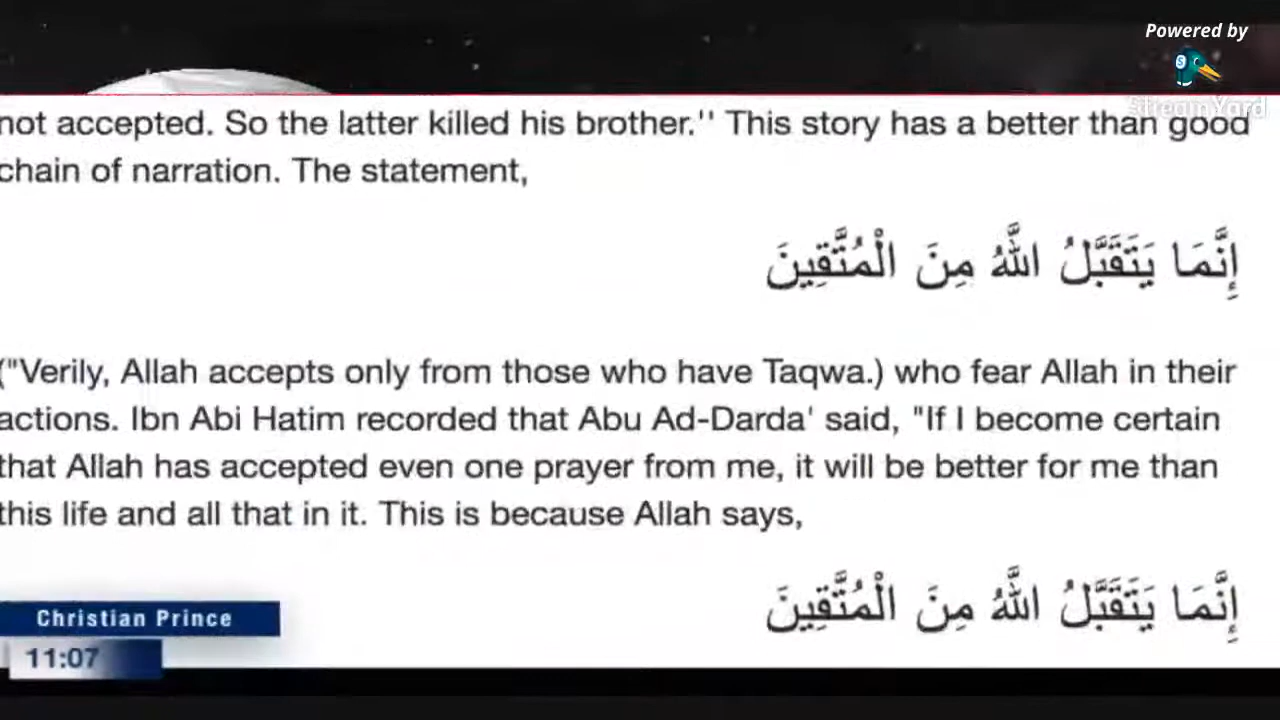 Powered by
StreamYard
not accepted. So the latter killed his brother.'' This story has a better than good
chain of narration. The statement,
إِنَّمَا يَتَقَبَّلُ اللَّهُ مِنَ الْمُتَّقِينَ
("Verily, Allah accepts only from those who have Taqwa.) who fear Allah in their
actions. Ibn Abi Hatim recorded that Abu Ad-Darda' said, "If I become certain
that Allah has accepted even one prayer from me, it will be better for me than
this life and all that in it. This is because Allah says,
إِنَّمَا يَتَقَبَّلُ اللَّهُ مِنَ الْمُتَّقِينَ
Christian Prince
11:07